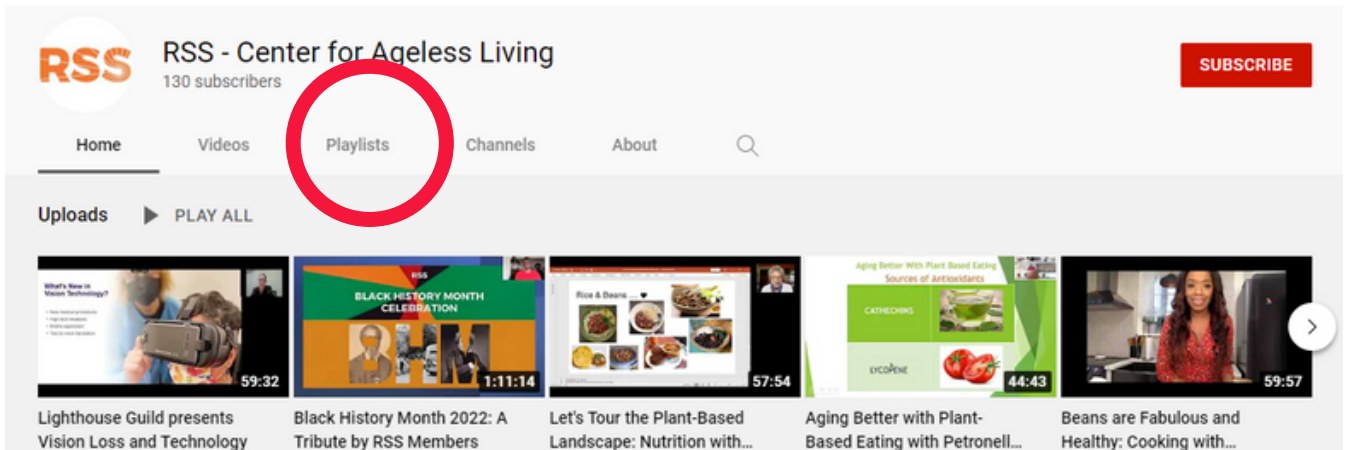 RSS
RSS - Center for Ageless Living
130 subscribers
SUBSCRIBE
Home Videos Playlists Channels About
Uploads PLAY ALL
What's New in
Vision Technology?
59:32
RSS
BLACK HISTORY MONTH
CELEBRATION
BHM
1:11:14
Rice & Beans ...
57:54
Aging Better With Plant Based Eating
Sources of Antioxidants
CATHECHINS
LYCOPENE
44:43
59:57
Lighthouse Guild presents
Vision Loss and Technology
Black History Month 2022: A
Tribute by RSS Members
Let's Tour the Plant-Based
Landscape: Nutrition with...
Aging Better with Plant-
Based Eating with Petronell...
Beans are Fabulous and
Healthy: Cooking with...